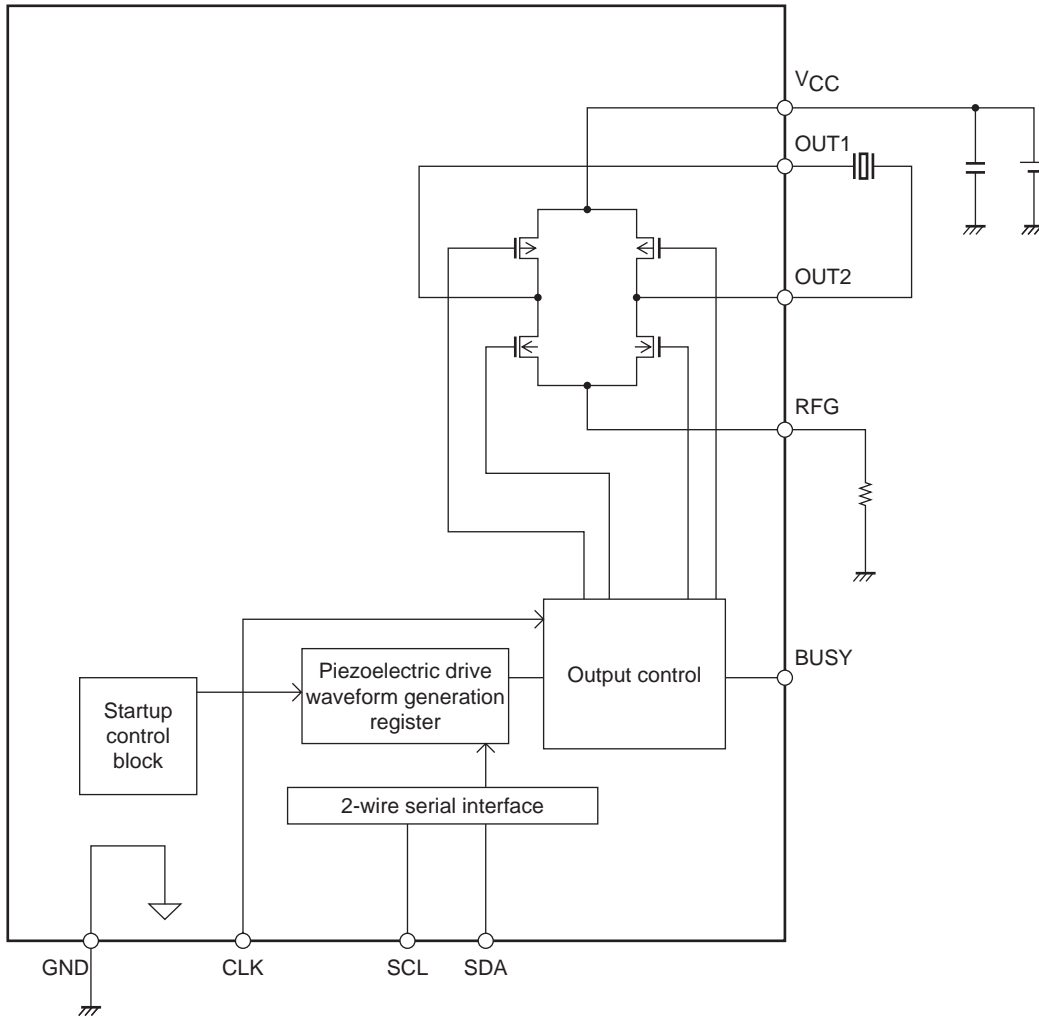 VCC
OUT1
OUT2
RFG
BUSY
Output control
Piezoelectric drive
waveform generation
register
Startup
control
block
2-wire serial interface
GND
CLK
SCL
SDA